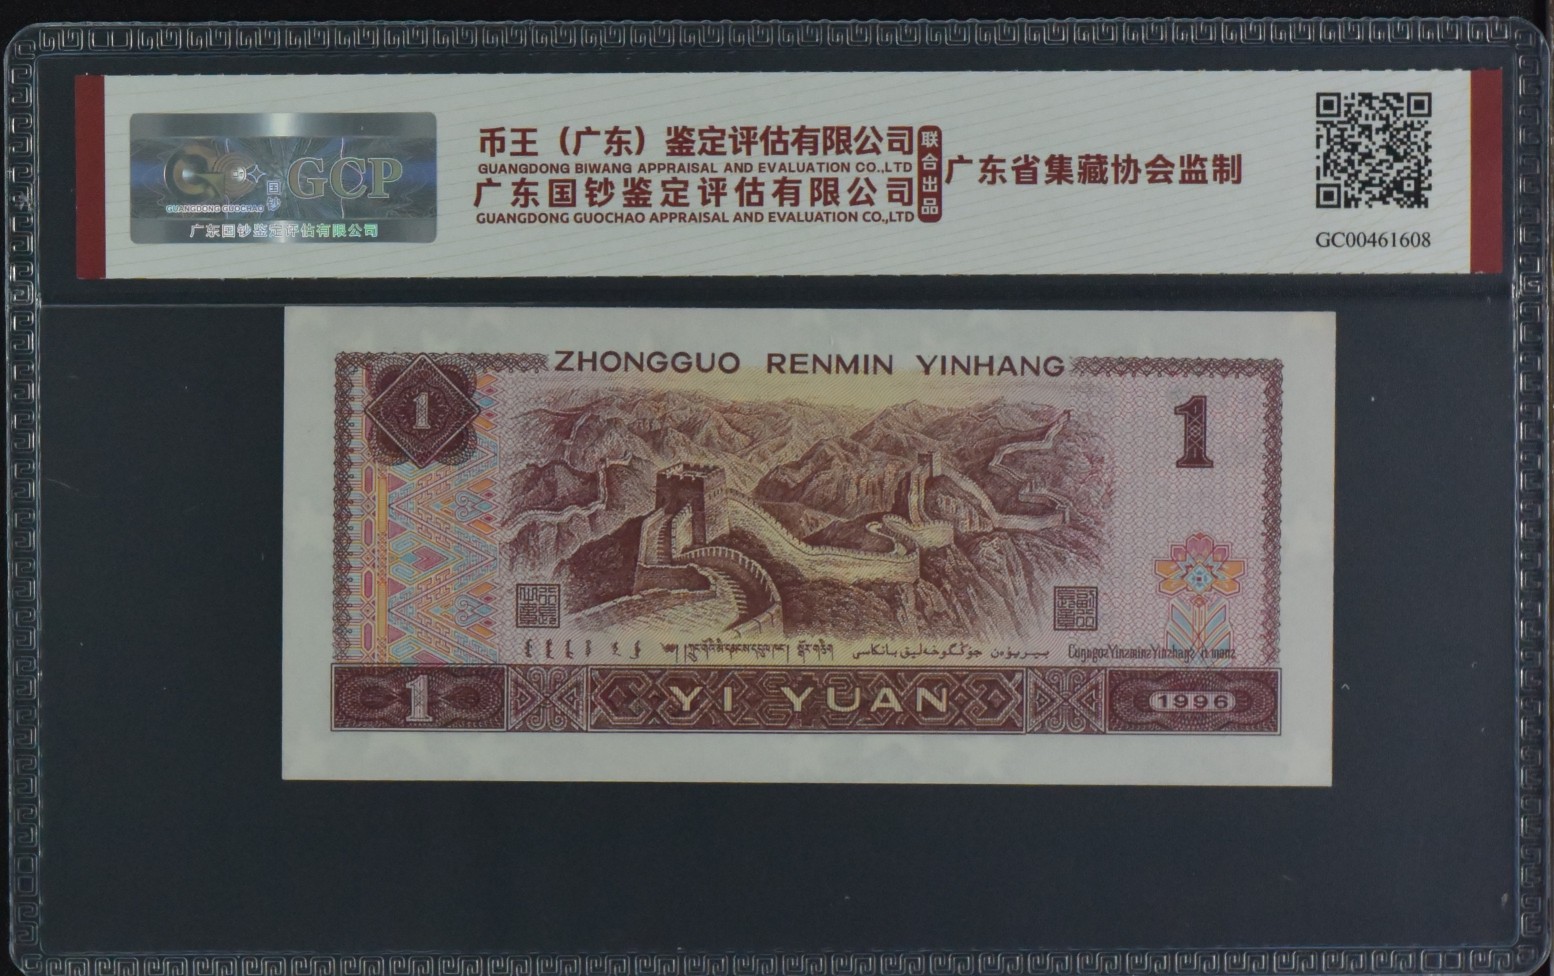 币王（广东）鉴定评估有限公司
GUANGDONG BIWANG APPRAISAL AND EVALUATION CO.,LTD
广东国钞鉴定评估有限公司
GUANGDONG GUOCHAO APPRAISAL AND EVALUATION CO.,LTD
联合出品
广东省集藏协会监制
GC00461608
GCP
国钞
GUANGDONG GUOCHAO
广东国钞鉴定评估有限公司
ZHONGGUO RENMIN YINHANG
1
1
1
YI YUAN
1996